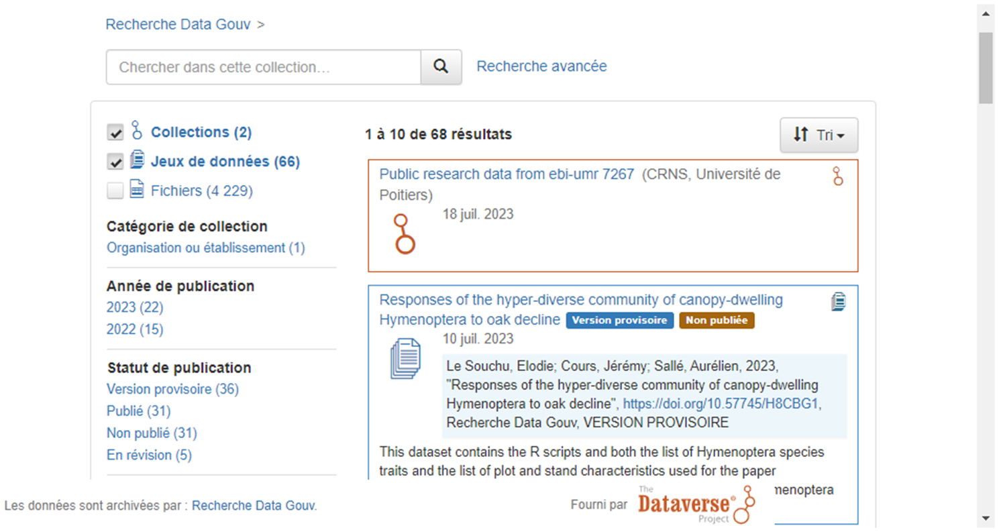 Recherche Data Gouv >
Chercher dans cette collection...
Recherche avancée
Collections (2)
Jeux de données (66)
Fichiers (4 229)
Catégorie de collection
Organisation ou établissement (1)
Année de publication
2023 (22)
2022 (15)
Statut de publication
Version provisoire (36)
Publié (31)
Non publié (31)
En révision (5)
1 à 10 de 68 résultats
Tri
Public research data from ebi-umr 7267 (CRNS, Université de
Poitiers)
18 juil. 2023
Responses of the hyper-diverse community of canopy-dwelling
Hymenoptera to oak decline Version provisoire Non publiée
10 juil. 2023
Le Souchu, Elodie; Cours, Jérémy; Sallé, Aurélien, 2023,
"Responses of the hyper-diverse community of canopy-dwelling
Hymenoptera to oak decline", https://doi.org/10.57745/H8CBG1,
Recherche Data Gouv, VERSION PROVISOIRE
This dataset contains the R scripts and both the list of Hymenoptera species
traits and the list of plot and stand characteristics used for the paper
menoptera
Les données sont archivées par : Recherche Data Gouv.
Fourni par
The
Dataverse®
Project